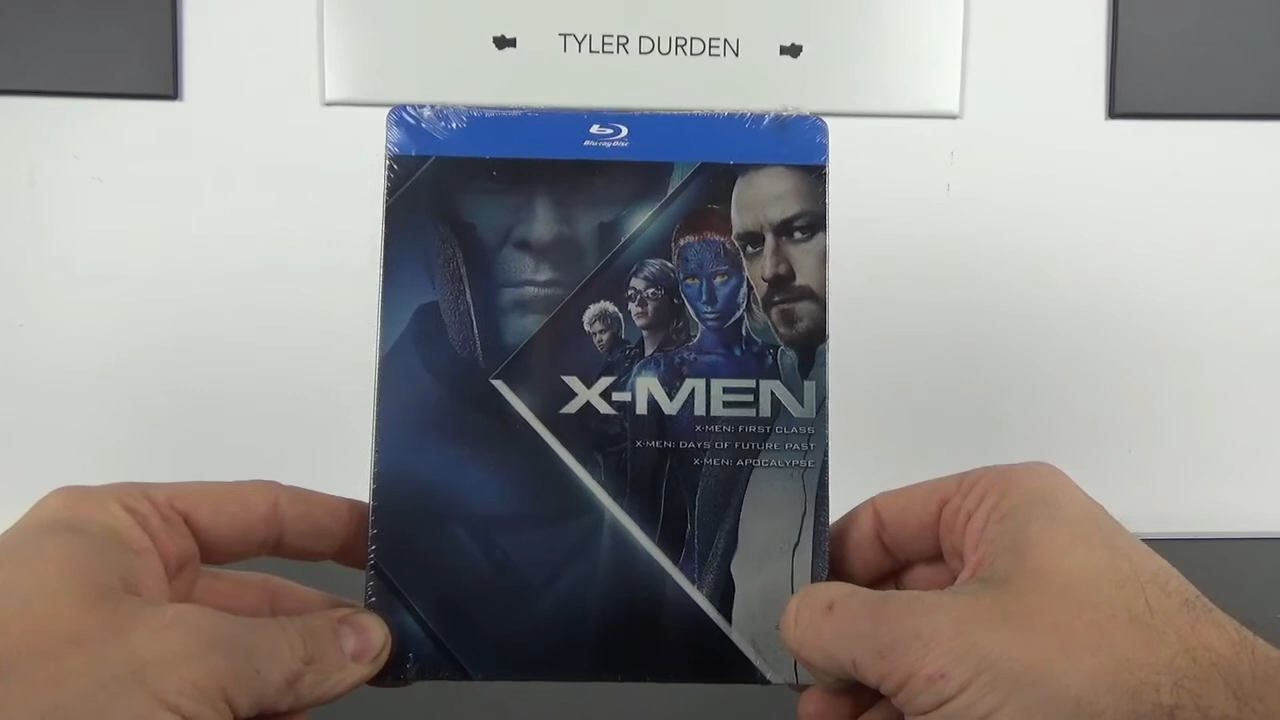 TYLER DURDEN
Blu-ray Disc
X-MEN
X-MEN: FIRST CLASS
X-MEN: DAYS OF FUTURE PAST
X-MEN: APOCALYPSE